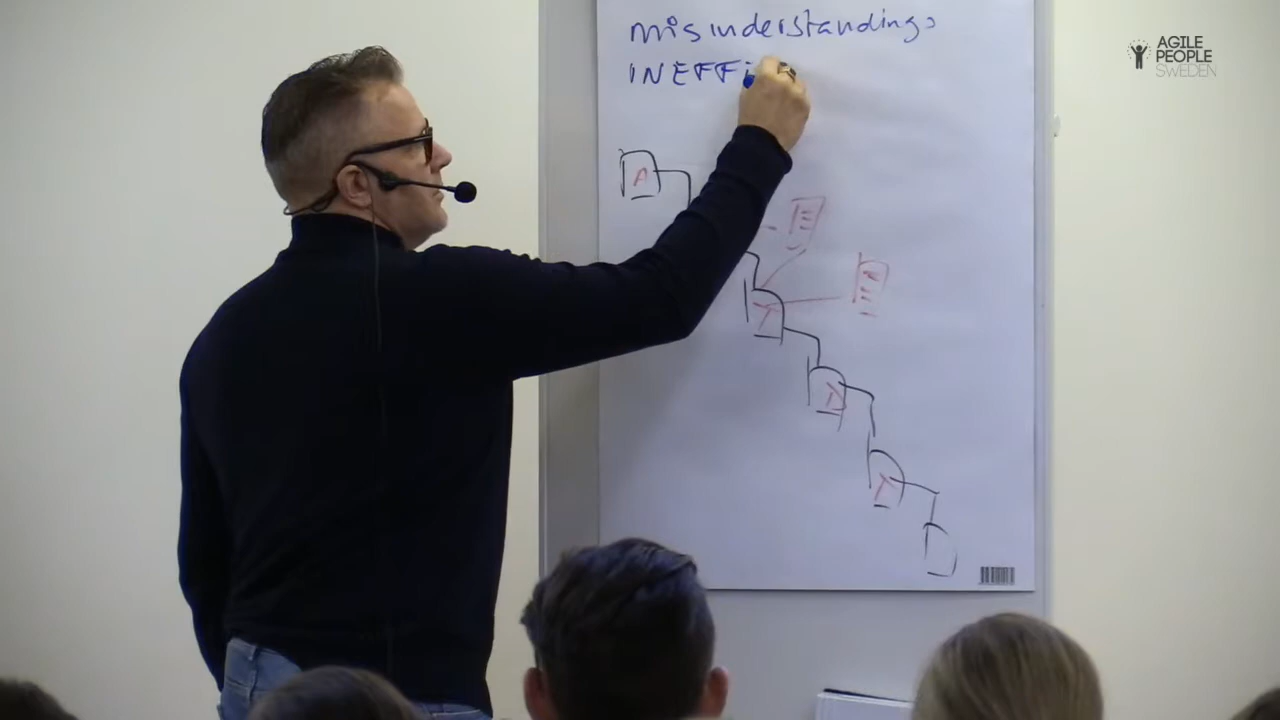 misunderstandings
INEFFi
AGILE
PEOPLE
SWEDEN
A
T